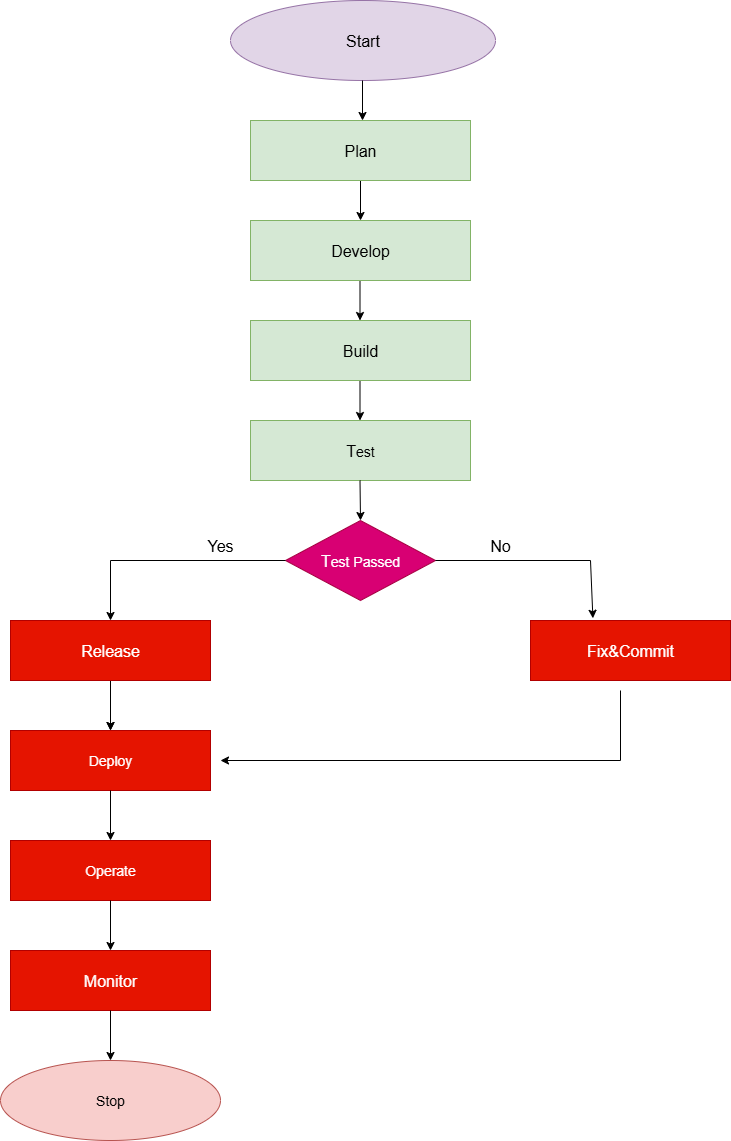 Start
Plan
Develop
Build
Test
Yes
Test Passed
No
Release
Fix&Commit
Deploy
Operate
Monitor
Stop